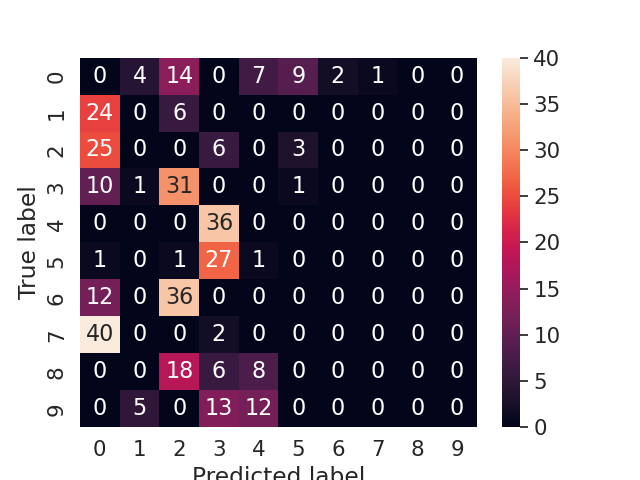 0 0 4 14 0 7 9 2 1 0 0
1 24 0 6 0 0 0 0 0 0 0
2 25 0 0 6 0 3 0 0 0 0
3 10 1 31 0 0 1 0 0 0 0
4 0 0 0 36 0 0 0 0 0 0
5 1 0 1 27 1 0 0 0 0 0
6 12 0 36 0 0 0 0 0 0 0
7 40 0 0 2 0 0 0 0 0 0
8 0 0 18 6 8 0 0 0 0 0
9 0 5 0 13 12 0 0 0 0 0
0 1 2 3 4 5 6 7 8 9
Predicted label
True label
40
35
30
25
20
15
10
5
0